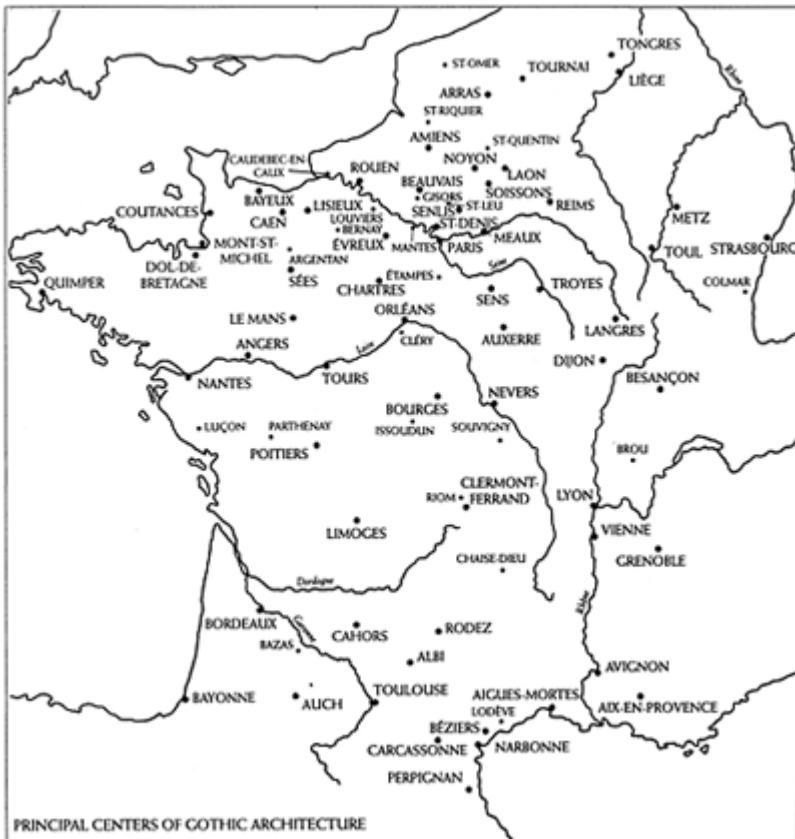 TONGRES
ST-OMER
TOURNAI
LIÈGE
Rhine
ARRAS
ST-RIQUIER
AMIENS
ST-QUENTIN
CAUDEBEC-EN-
CAUX
ROUEN
NOYON
LAON
BEAUVAIS
SOISSONS
GISORS
BAYEUX
LISIEUX
ST-LEU
REIMS
COUTANCES
CAEN
LOUVIERS
SENLIS
METZ
BERNAY
ST-DENIS
MONT-ST-
MICHEL
ÉVREUX
MANTES
PARIS
MEAUX
TOUL
STRASBOURG
ARGENTAN
DOL-DE-
BRETAGNE
SÉES
ÉTAMPES
Seine
QUIMPER
CHARTRES
SENS
TROYES
COLMAR
LE MANS
ORLÉANS
LANGRES
AUXERRE
ANGERS
Loire
CLÉRY
DIJON
NANTES
TOURS
BESANÇON
NEVERS
BOURGES
LUÇON
PARTHENAY
ISSOUDUN
SOUVIGNY
POITIERS
BROU
CLERMONT-
FERRAND
RIOM
LYON
LIMOGES
VIENNE
GRENOBLE
CHAISE-DIEU
Dordogne
Rhône
BORDEAUX
Garonne
CAHORS
RODEZ
BAZAS
ALBI
AVIGNON
BAYONNE
AUCH
TOULOUSE
AIGUES-MORTES
AIX-EN-PROVENCE
LODÈVE
BÉZIERS
CARCASSONNE
NARBONNE
PERPIGNAN
PRINCIPAL CENTERS OF GOTHIC ARCHITECTURE